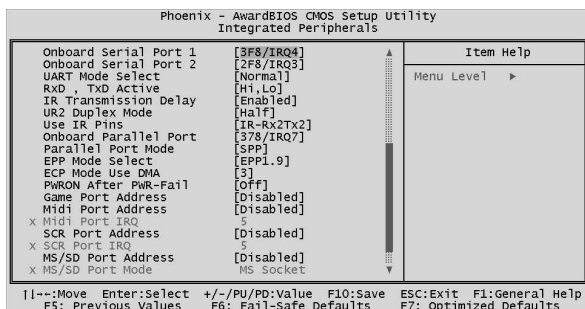 Phoenix - AwardBIOS CMOS Setup Utility
Integrated Peripherals
Onboard Serial Port 1 [3F8/IRQ4]
Onboard Serial Port 2 [2F8/IRQ3]
UART Mode Select [Normal]
RxD , TxD Active [Hi,Lo]
IR Transmission Delay [Enabled]
UR2 Duplex Mode [Half]
Use IR Pins [IR-Rx2Tx2]
Onboard Parallel Port [378/IRQ7]
Parallel Port Mode [SPP]
EPP Mode Select [EPP1.9]
ECP Mode Use DMA [3]
PWRON After PWR-Fail [Off]
Game Port Address [Disabled]
Midi Port Address [Disabled]
x Midi Port IRQ 5
SCR Port Address [Disabled]
x SCR Port IRQ 5
MS/SD Port Address [Disabled]
x MS/SD Port Mode MS Socket
Item Help
Menu Level ▶
↑↓→←:Move Enter:Select +/-/PU/PD:Value F10:Save ESC:Exit F1:General Help
F5: Previous Values F6: Fail-Safe Defaults F7: Optimized Defaults